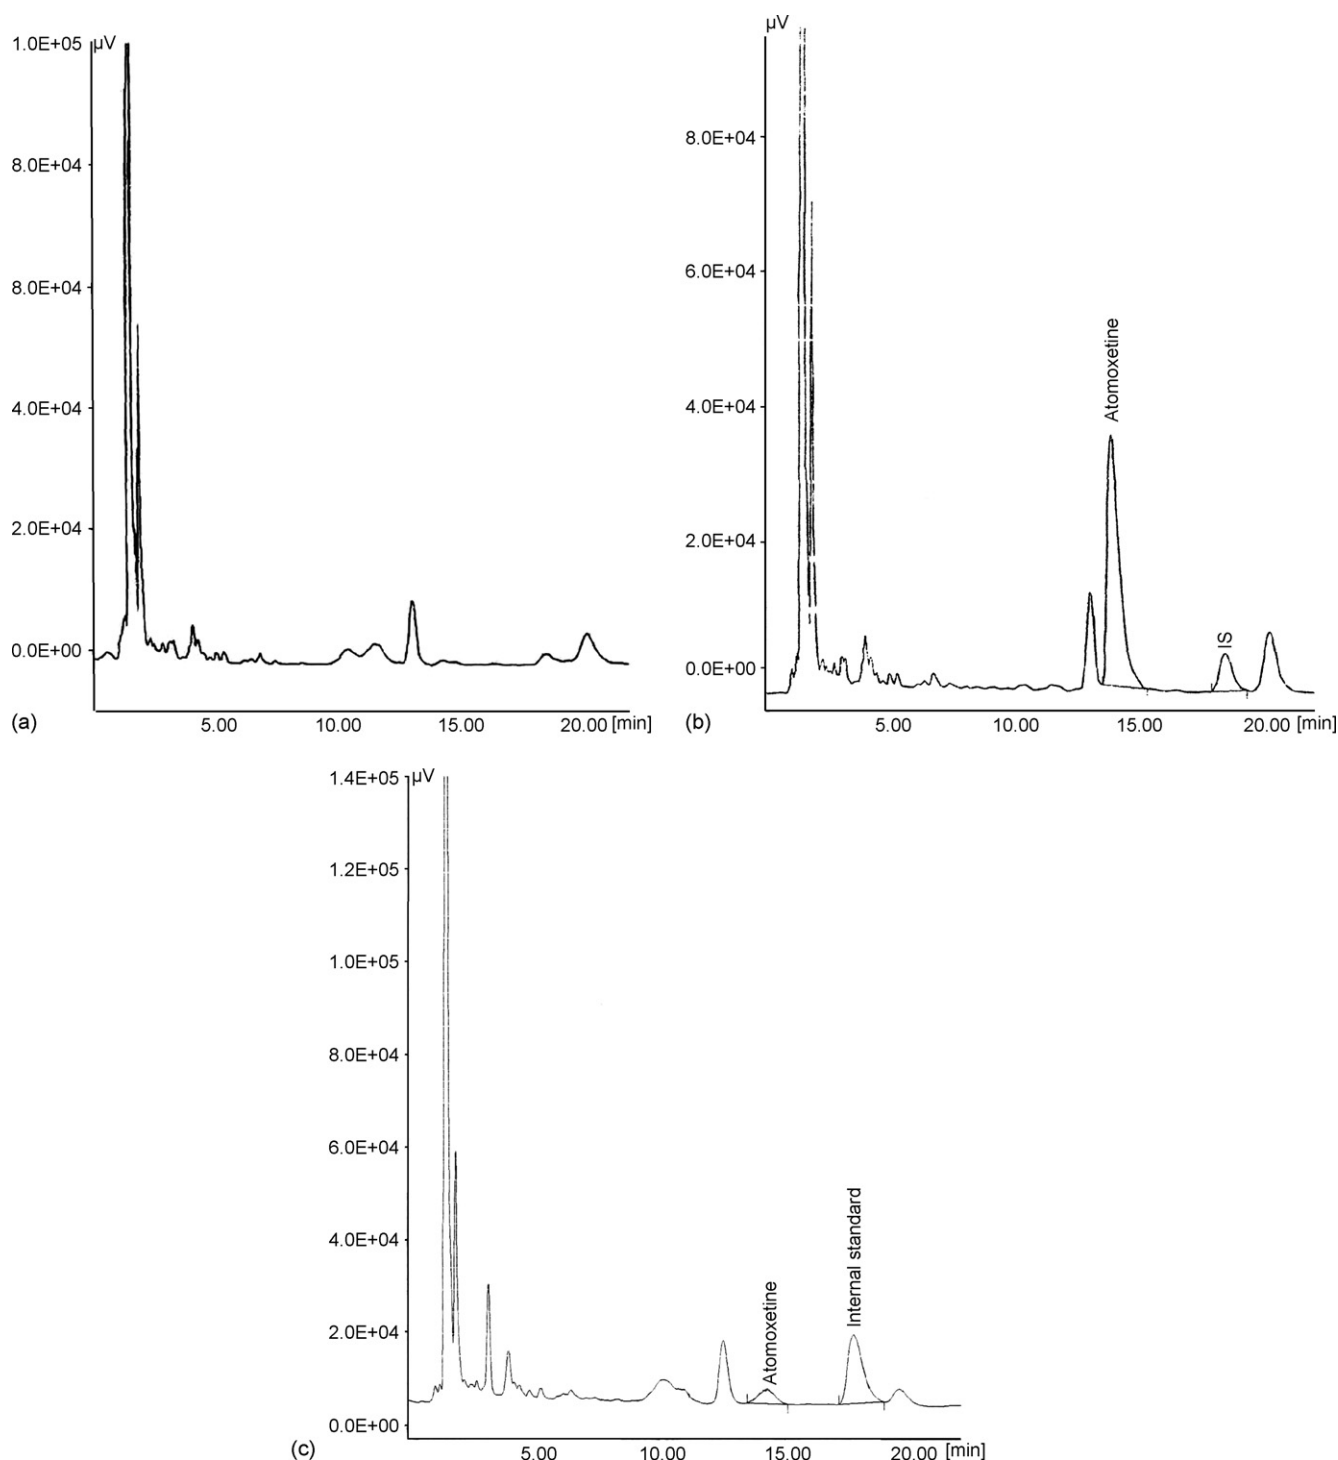 1.0E+05 µV
8.0E+04
8.0E+04
4.0E+04
2.0E+04
0.0E+00
(a) 5.00 10.00 15.00 20.00 [min]
µV
8.0E+04
6.0E+04
4.0E+04
2.0E+04
0.0E+00
Atomoxetine
IS
(b) 5.00 10.00 15.00 20.00 [min]
1.4E+05 µV
1.2E+05
1.0E+05
8.0E+04
6.0E+04
4.0E+04
2.0E+04
0.0E+00
Atomoxetine
Internal standard
(c) 5.00 10.00 15.00 20.00 [min]